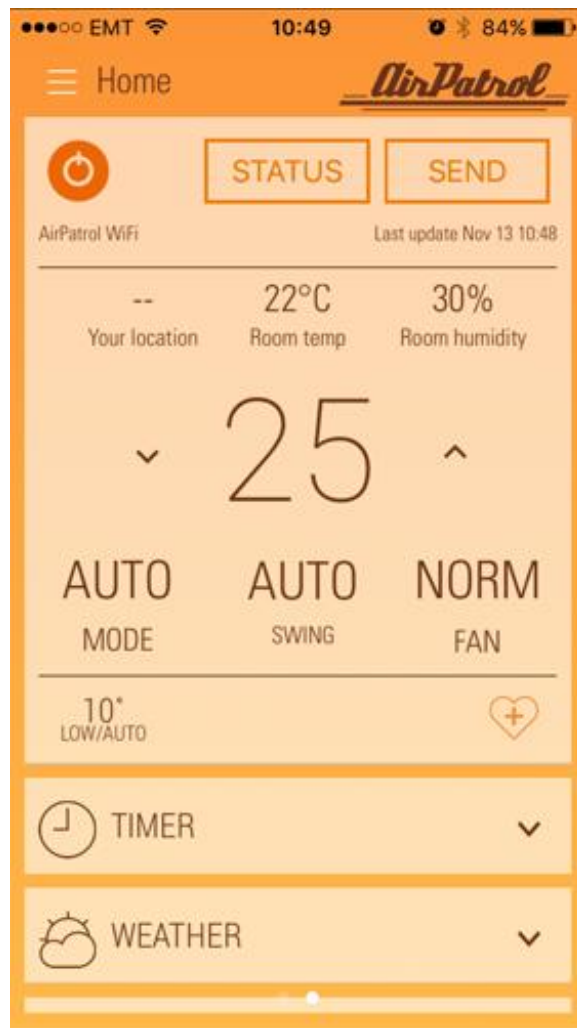 EMT 10:49 84%
Home AirPatrol
STATUS SEND
AirPatrol WiFi Last update Nov 13 10:48
-- 22°C 30%
Your location Room temp Room humidity
25
AUTO AUTO NORM
MODE SWING FAN
10°
LOW/AUTO
TIMER
WEATHER